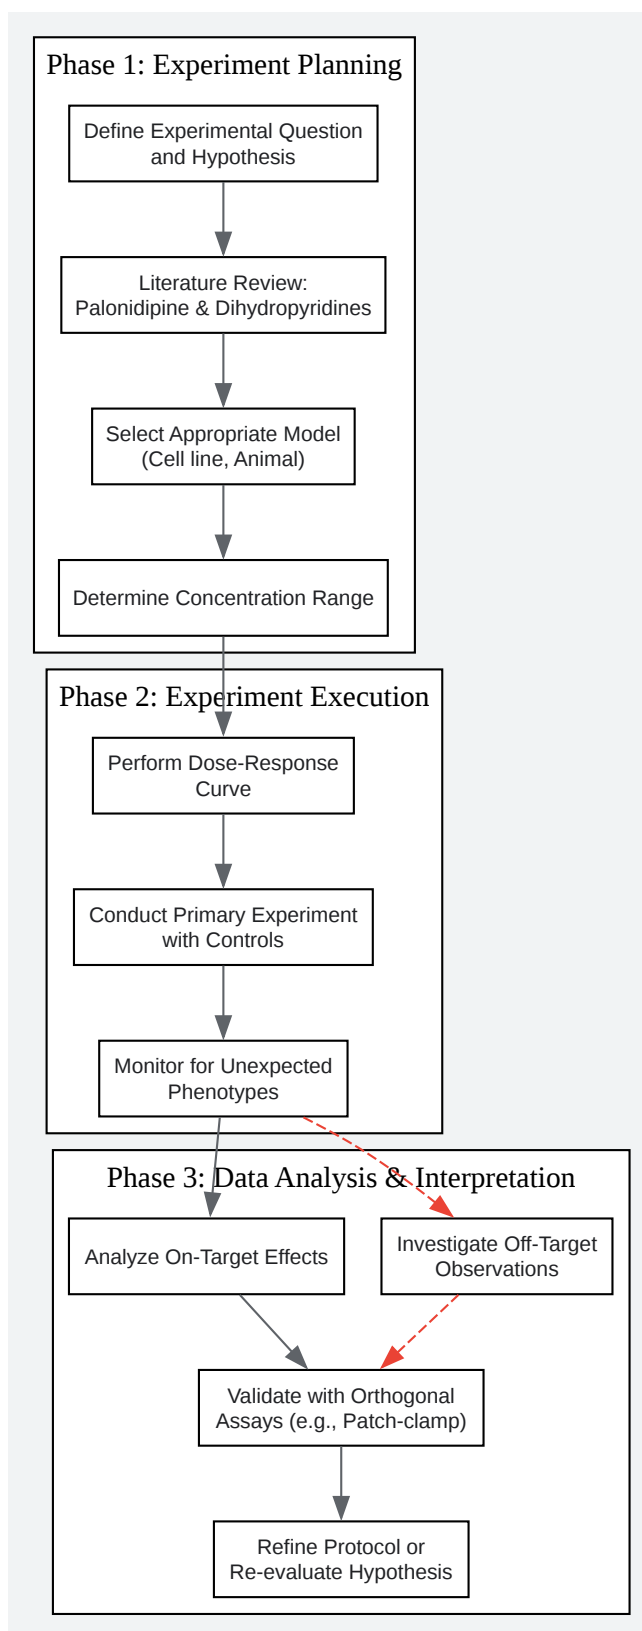 Phase 1: Experiment Planning
Define Experimental Question
and Hypothesis
Literature Review:
Palonidipine & Dihydropyridines
Select Appropriate Model
(Cell line, Animal)
Determine Concentration Range
Phase 2: Experiment Execution
Perform Dose-Response
Curve
Conduct Primary Experiment
with Controls
Monitor for Unexpected
Phenotypes
Phase 3: Data Analysis & Interpretation
Analyze On-Target Effects
Investigate Off-Target
Observations
Validate with Orthogonal
Assays (e.g., Patch-clamp)
Refine Protocol or
Re-evaluate Hypothesis